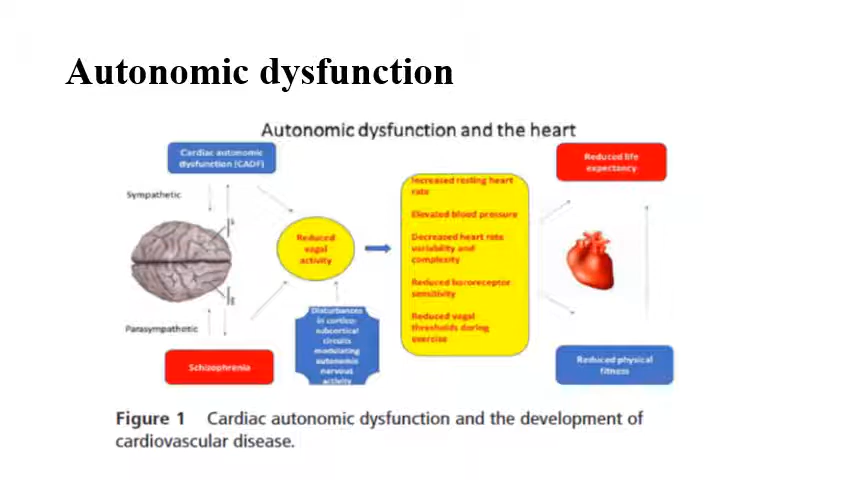 Autonomic dysfunction
Autonomic dysfunction and the heart
Cardiac autonomic
dysfunction (CADF)
Reduced life
expectancy
Sympathetic
Increased resting heart
rate
Elevated blood pressure
Decreased heart rate
variability and
complexity
Reduced baroreceptor
sensitivity
Reduced vagal
thresholds during
exercise
Reduced
vagal
activity
Parasympathetic
Disturbances
in cortico-
subcortical
circuits
modulating
autonomic
nervous
activity
Schizophrenia
Reduced physical
fitness
Figure 1 Cardiac autonomic dysfunction and the development of
cardiovascular disease.